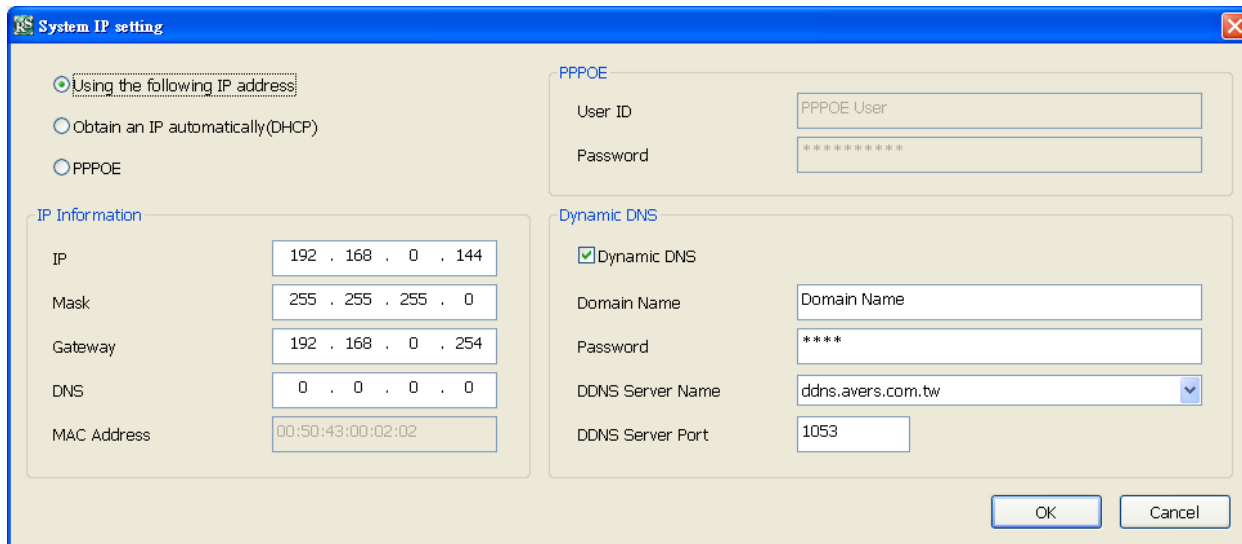 System IP setting
Using the following IP address
Obtain an IP automatically(DHCP)
PPPOE
PPPOE
User ID
PPPOE User
Password
**********
IP Information
IP
192 . 168 . 0 . 144
Mask
255 . 255 . 255 . 0
Gateway
192 . 168 . 0 . 254
DNS
0 . 0 . 0 . 0
MAC Address
00:50:43:00:02:02
Dynamic DNS
Dynamic DNS
Domain Name
Domain Name
Password
****
DDNS Server Name
ddns.avers.com.tw
DDNS Server Port
1053
OK
Cancel